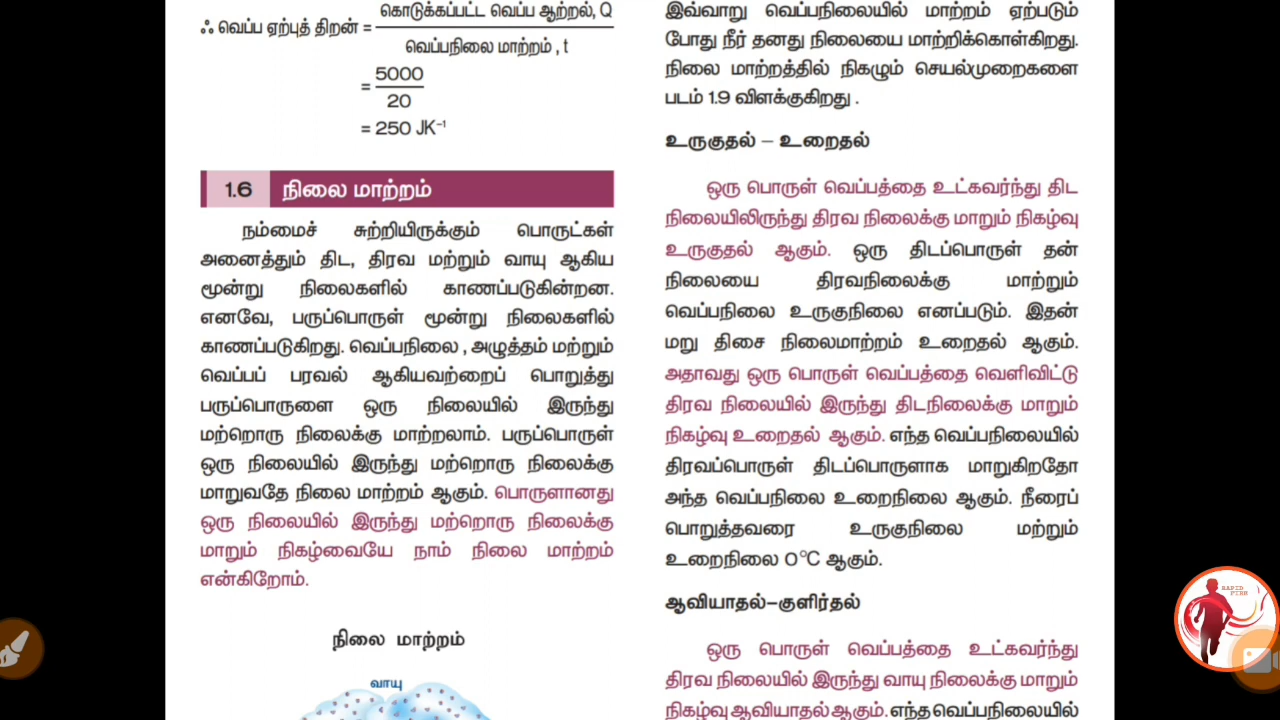 கொடுக்கப்பட்ட வெப்ப ஆற்றல், Q
ஃ வெப்ப ஏற்புத் திறன் =
வெப்பநிலை மாற்றம் , t
= 5000
20
= 250 JK⁻¹
1.6 நிலை மாற்றம்
நம்மைச் சுற்றியிருக்கும் பொருட்கள்
அனைத்தும் திட, திரவ மற்றும் வாயு ஆகிய
மூன்று நிலைகளில் காணப்படுகின்றன.
எனவே, பருப்பொருள் மூன்று நிலைகளில்
காணப்படுகிறது. வெப்பநிலை , அழுத்தம் மற்றும்
வெப்பப் பரவல் ஆகியவற்றைப் பொறுத்து
பருப்பொருளை ஒரு நிலையில் இருந்து
மற்றொரு நிலைக்கு மாற்றலாம். பருப்பொருள்
ஒரு நிலையில் இருந்து மற்றொரு நிலைக்கு
மாறுவதே நிலை மாற்றம் ஆகும். பொருளானது
ஒரு நிலையில் இருந்து மற்றொரு நிலைக்கு
மாறும் நிகழ்வையே நாம் நிலை மாற்றம்
என்கிறோம்.
நிலை மாற்றம்
வாயு
இவ்வாறு வெப்பநிலையில் மாற்றம் ஏற்படும்
போது நீர் தனது நிலையை மாற்றிக்கொள்கிறது.
நிலை மாற்றத்தில் நிகழும் செயல்முறைகளை
படம் 1.9 விளக்குகிறது .
உருகுதல் – உறைதல்
ஒரு பொருள் வெப்பத்தை உட்கவர்ந்து திட
நிலையிலிருந்து திரவ நிலைக்கு மாறும் நிகழ்வு
உருகுதல் ஆகும். ஒரு திடப்பொருள் தன்
நிலையை திரவநிலைக்கு மாற்றும்
வெப்பநிலை உருகுநிலை எனப்படும். இதன்
மறு திசை நிலைமாற்றம் உறைதல் ஆகும்.
அதாவது ஒரு பொருள் வெப்பத்தை வெளிவிட்டு
திரவ நிலையில் இருந்து திடநிலைக்கு மாறும்
நிகழ்வு உறைதல் ஆகும். எந்த வெப்பநிலையில்
திரவப்பொருள் திடப்பொருளாக மாறுகிறதோ
அந்த வெப்பநிலை உறைநிலை ஆகும். நீரைப்
பொறுத்தவரை உருகுநிலை மற்றும்
உறைநிலை 0°C ஆகும்.
ஆவியாதல்–குளிர்தல்
ஒரு பொருள் வெப்பத்தை உட்கவர்ந்து
திரவ நிலையில் இருந்து வாயு நிலைக்கு மாறும்
நிகழ்வு ஆவியாதல் ஆகும். எந்த வெப்பநிலையில்
RAPID
FIRE